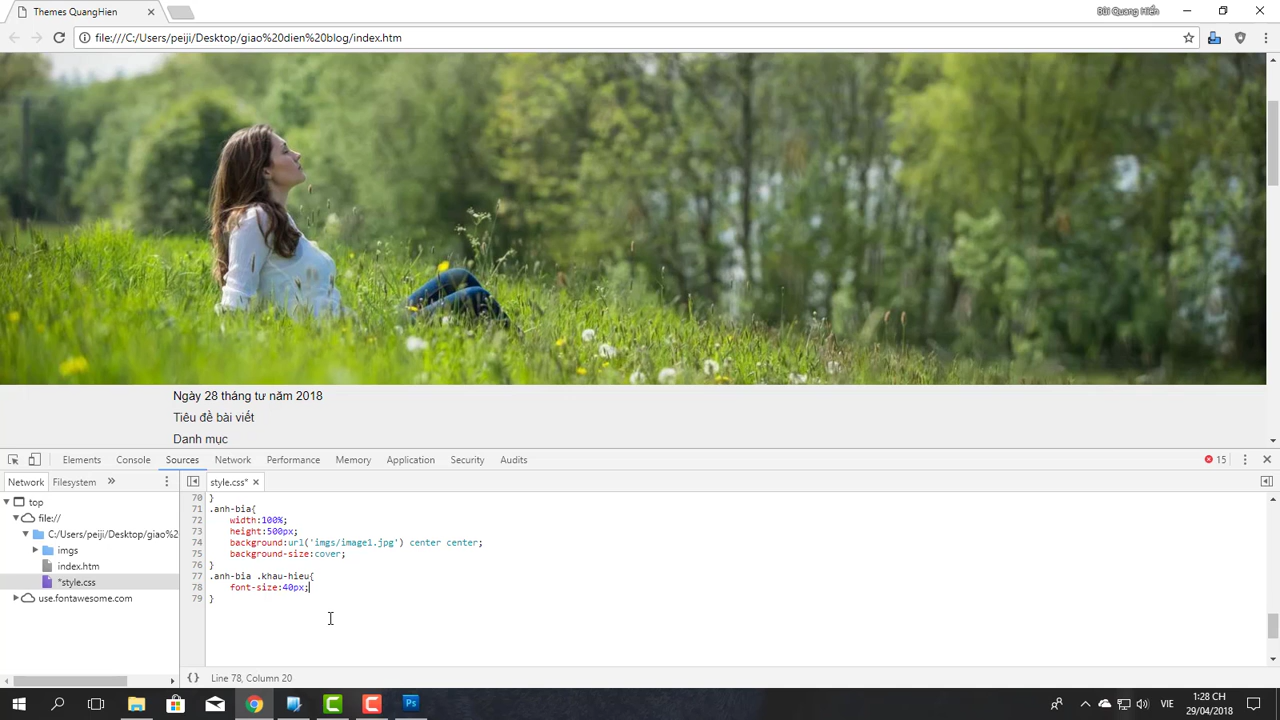 Themes QuangHien
Bùi Quang Hiển
file:///C:/Users/peiji/Desktop/giao%20dien%20blog/index.htm
Ngày 28 tháng tư năm 2018
Tiêu đề bài viết
Danh mục
Elements Console Sources Network Performance Memory Application Security Audits 15
Network Filesystem » style.css*
top
file://
C:/Users/peiji/Desktop/giao%2
imgs
index.htm
*style.css
use.fontawesome.com
70 }
71 .anh-bia{
72 width:100%;
73 height:500px;
74 background:url('imgs/image1.jpg') center center;
75 background-size:cover;
76 }
77 .anh-bia .khau-hieu{
78 font-size:40px;
79 }
{} Line 78, Column 20
VIE
1:28 CH
29/04/2018
Ps